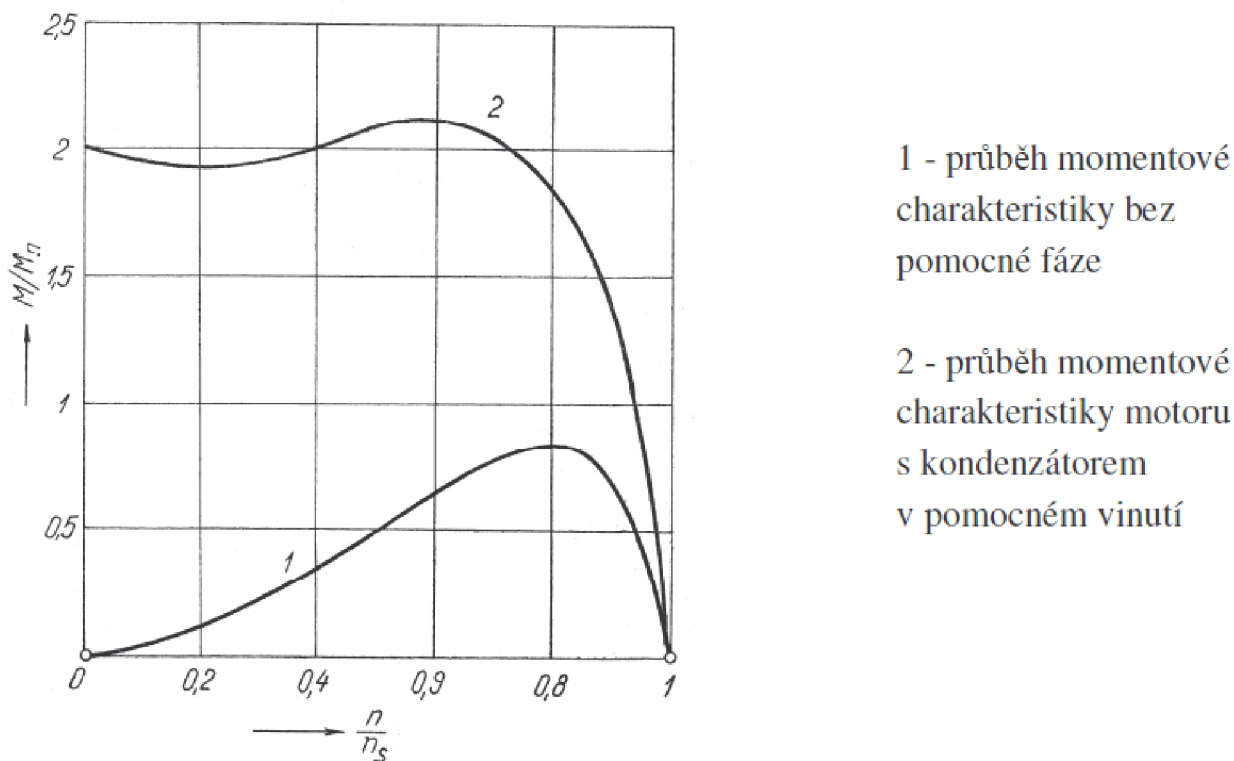 2,5
2
1,5
1
0,5
M/Mn
2
1
0 0,2 0,4 0,9 0,8 1
n
ns
1 - průběh momentové
charakteristiky bez
pomocné fáze
2 - průběh momentové
charakteristiky motoru
s kondenzátorem
v pomocném vinutí